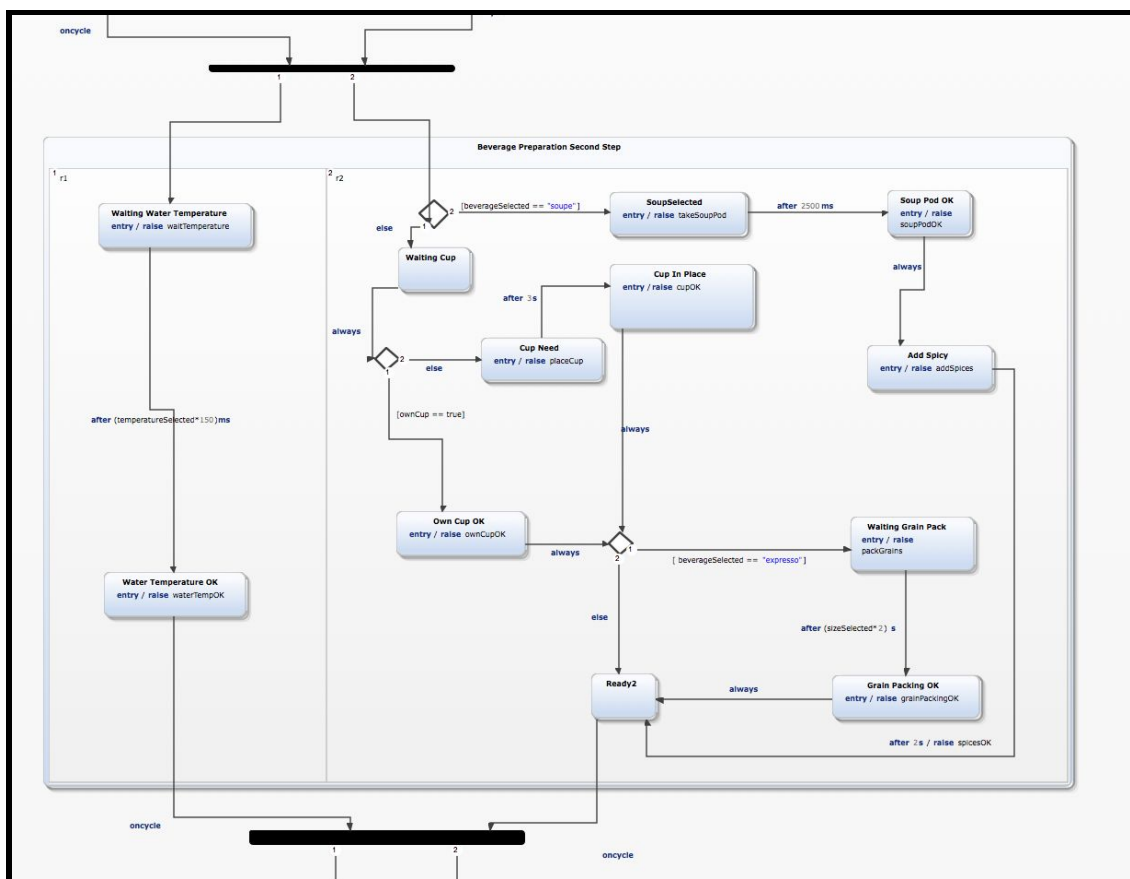 oncycle
1
2
Beverage Preparation Second Step
1 r1
2 r2
Waiting Water Temperature
entry / raise waitTemperature
after (temperatureSelected*150)ms
Water Temperature OK
entry / raise waterTempOK
2
[beverageSelected == "soupe"]
1
else
SoupSelected
entry / raise takeSoupPod
after 2500 ms
Soup Pod OK
entry / raise
soupPodOK
always
Add Spicy
entry / raise addSpices
Waiting Cup
always
2
else
1
[ownCup == true]
Cup Need
entry / raise placeCup
after 3s
Cup In Place
entry / raise cupOK
always
Own Cup OK
entry / raise ownCupOK
always
1
2
[ beverageSelected == "expresso"]
else
Waiting Grain Pack
entry / raise
packGrains
after (sizeSelected*2) s
Grain Packing OK
entry / raise grainPackingOK
always
Ready2
after 2s / raise spicesOK
oncycle
oncycle
1
2